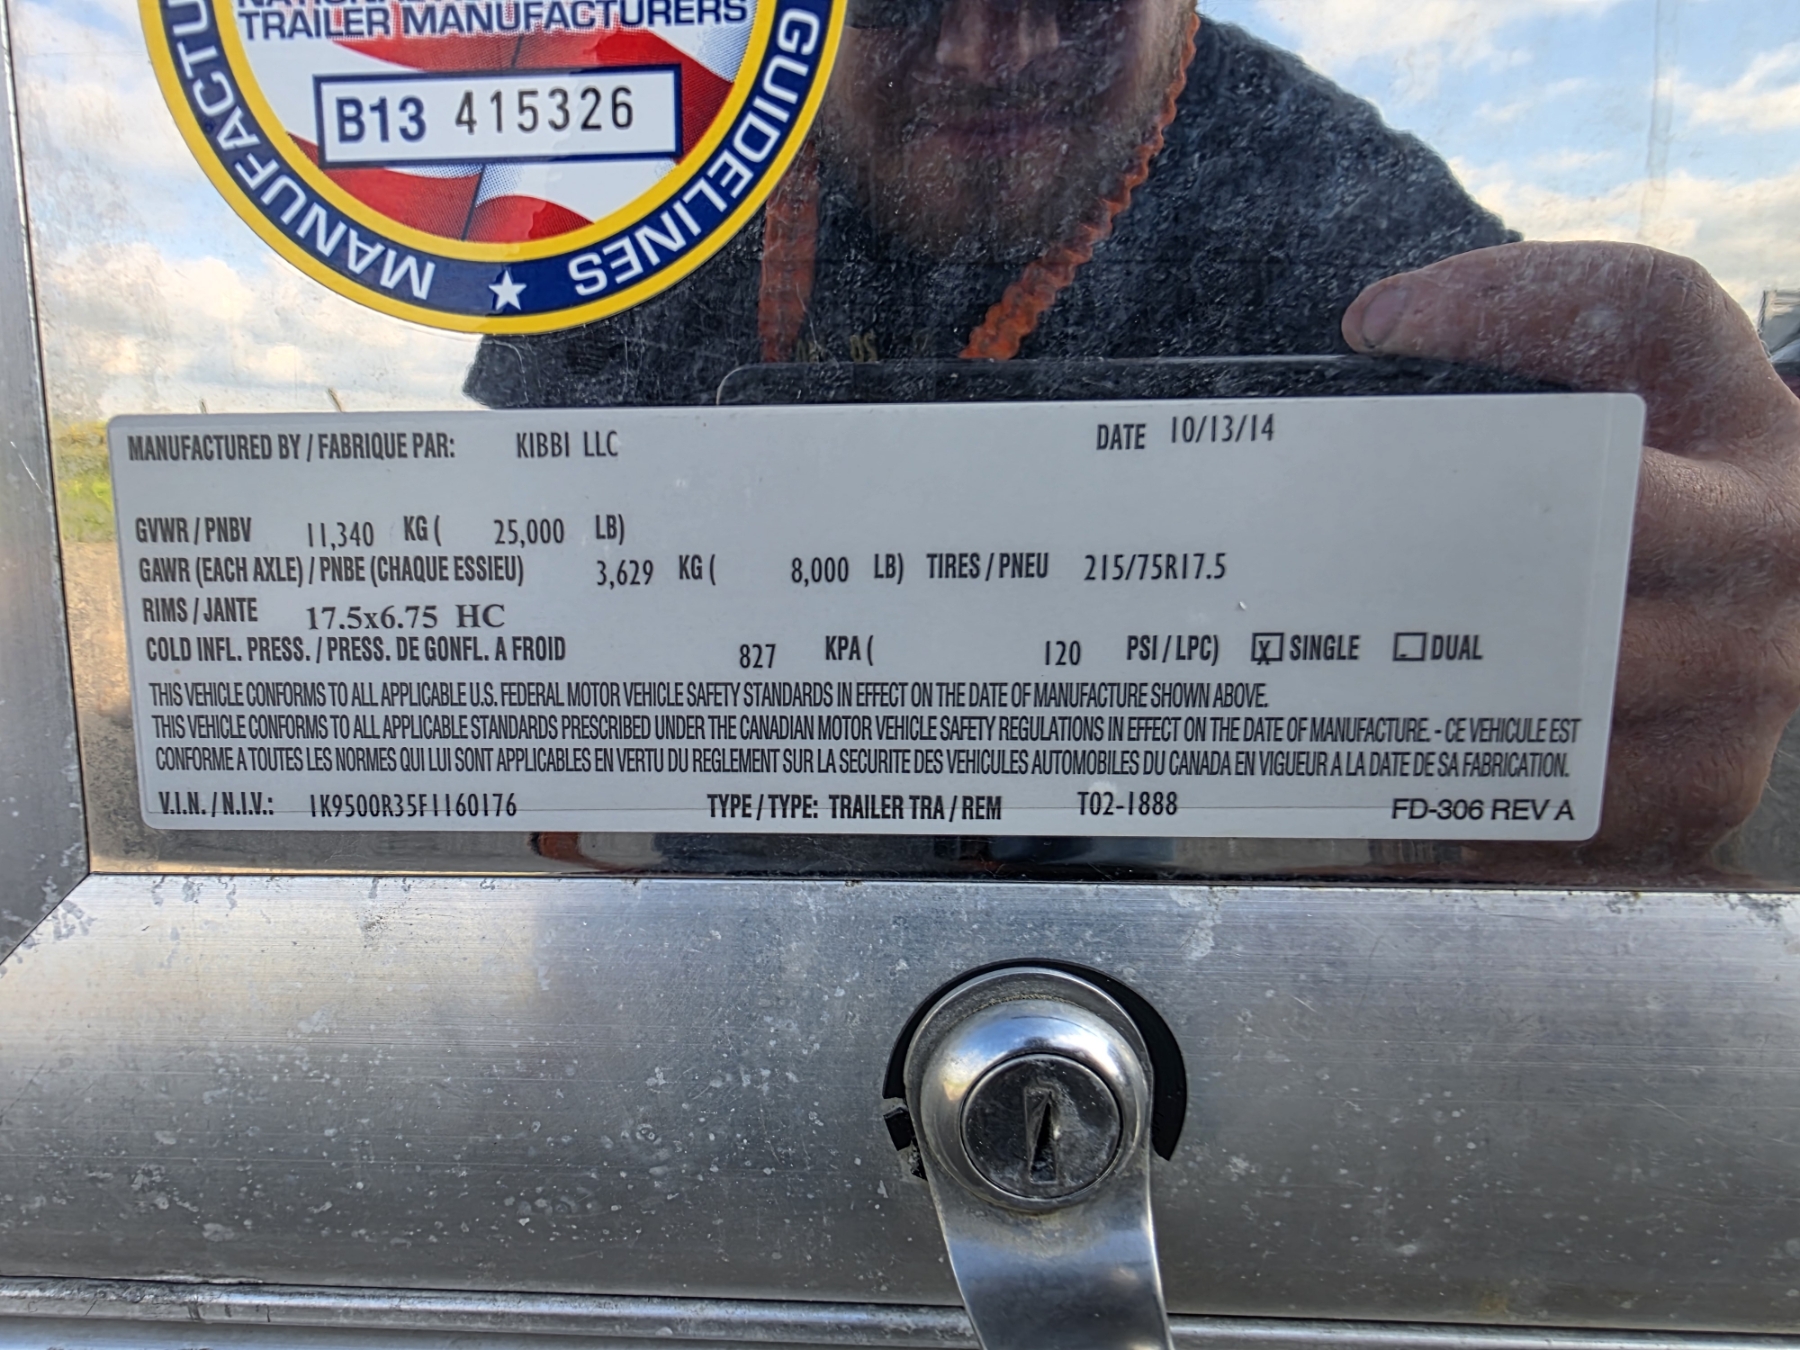 TRAILER MANUFACTURERS
B13 415326
MANUFACTU
GUIDELINES
MANUFACTURED BY / FABRIQUE PAR: KIBBI LLC DATE 10/13/14
GVWR / PNBV 11,340 KG ( 25,000 LB)
GAWR (EACH AXLE) / PNBE (CHAQUE ESSIEU) 3,629 KG ( 8,000 LB) TIRES / PNEU 215/75R17.5
RIMS / JANTE 17.5x6.75 HC
COLD INFL. PRESS. / PRESS. DE GONFL. A FROID 827 KPA ( 120 PSI / LPC) X SINGLE DUAL
THIS VEHICLE CONFORMS TO ALL APPLICABLE U.S. FEDERAL MOTOR VEHICLE SAFETY STANDARDS IN EFFECT ON THE DATE OF MANUFACTURE SHOWN ABOVE.
THIS VEHICLE CONFORMS TO ALL APPLICABLE STANDARDS PRESCRIBED UNDER THE CANADIAN MOTOR VEHICLE SAFETY REGULATIONS IN EFFECT ON THE DATE OF MANUFACTURE. - CE VEHICULE EST
CONFORME A TOUTES LES NORMES QUI LUI SONT APPLICABLES EN VERTU DU REGLEMENT SUR LA SECURITE DES VEHICULES AUTOMOBILES DU CANADA EN VIGUEUR A LA DATE DE SA FABRICATION.
V.I.N. / N.I.V.: 1K9500R35F1160176 TYPE / TYPE: TRAILER TRA / REM T02-1888 FD-306 REV A